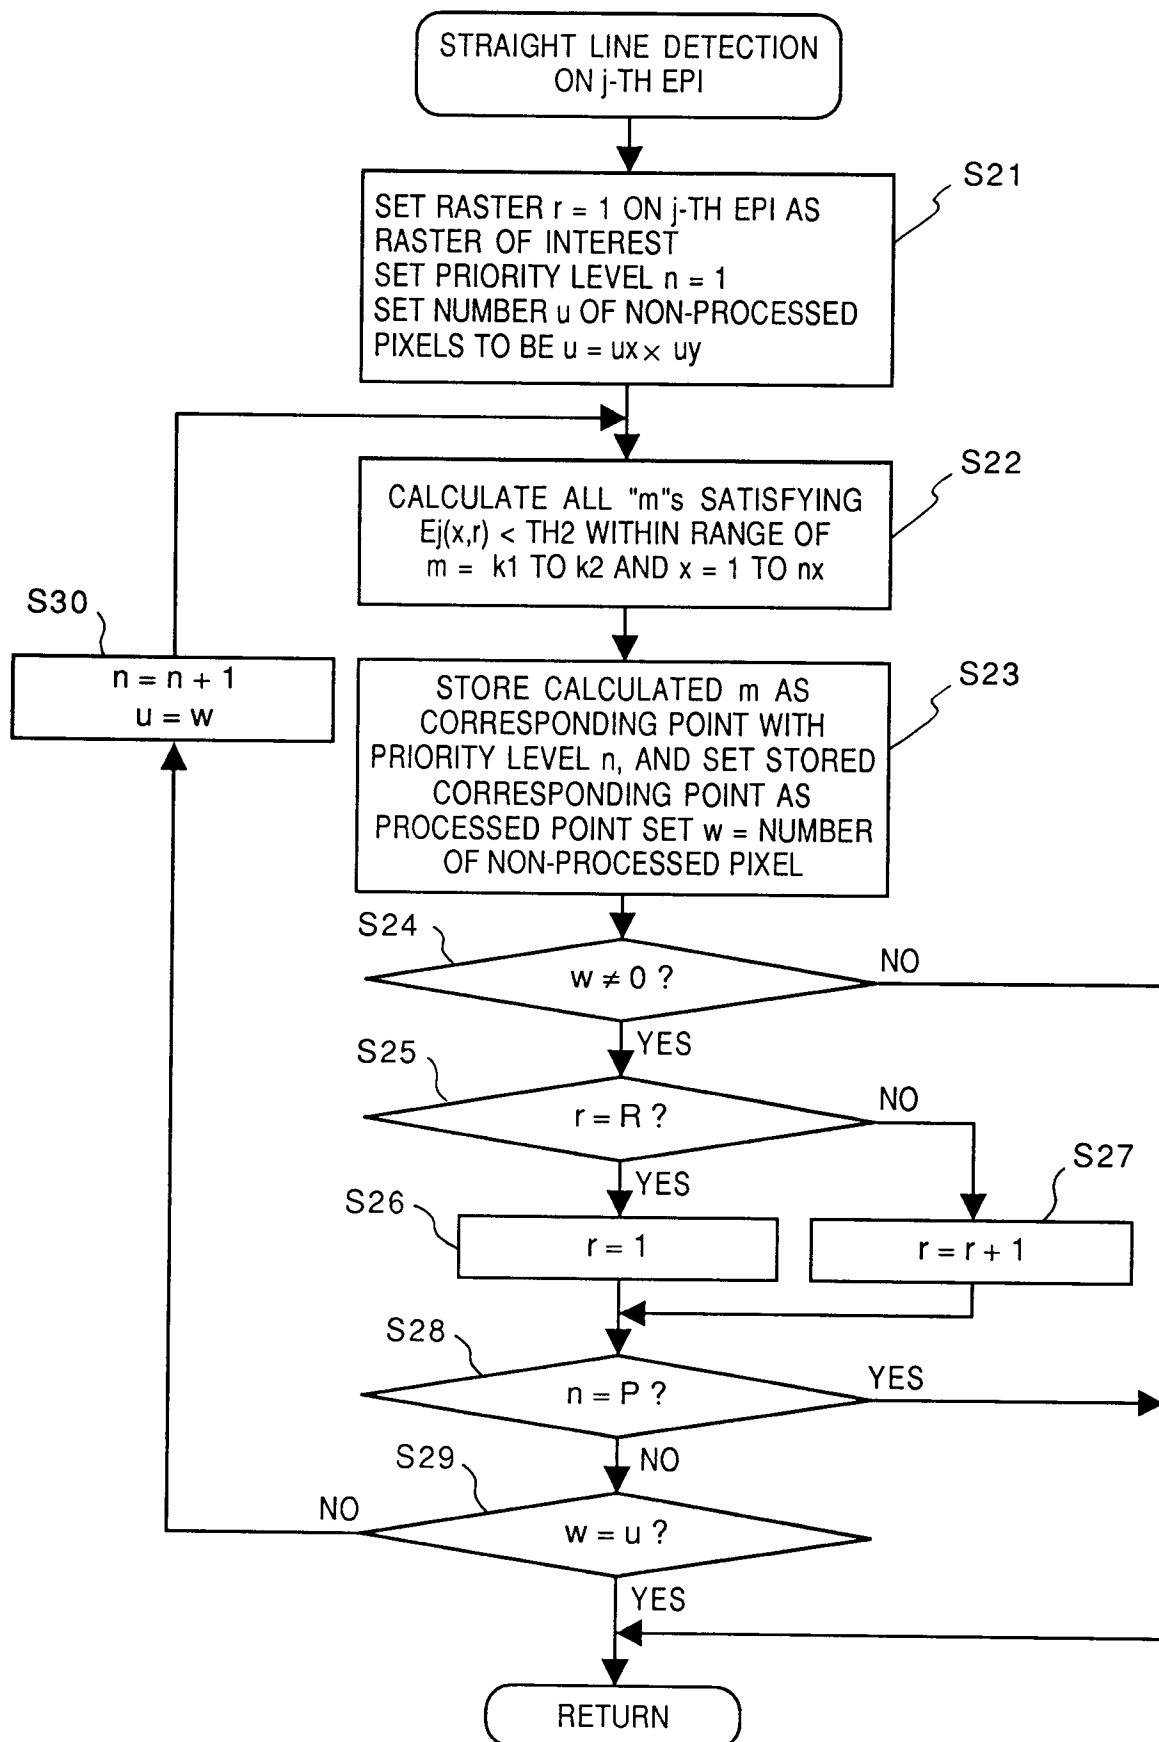 STRAIGHT LINE DETECTION
ON j-TH EPI
S21
SET RASTER r = 1 ON j-TH EPI AS
RASTER OF INTEREST
SET PRIORITY LEVEL n = 1
SET NUMBER u OF NON-PROCESSED
PIXELS TO BE u = ux × uy
S22
CALCULATE ALL "m"s SATISFYING
Ej(x,r) < TH2 WITHIN RANGE OF
m = k1 TO k2 AND x = 1 TO nx
S30
n = n + 1
u = w
S23
STORE CALCULATED m AS
CORRESPONDING POINT WITH
PRIORITY LEVEL n, AND SET STORED
CORRESPONDING POINT AS
PROCESSED POINT SET w = NUMBER
OF NON-PROCESSED PIXEL
S24
w ≠ 0 ?
NO
YES
S25
r = R ?
NO
YES
S26
r = 1
S27
r = r + 1
S28
n = P ?
YES
NO
S29
w = u ?
NO
YES
RETURN